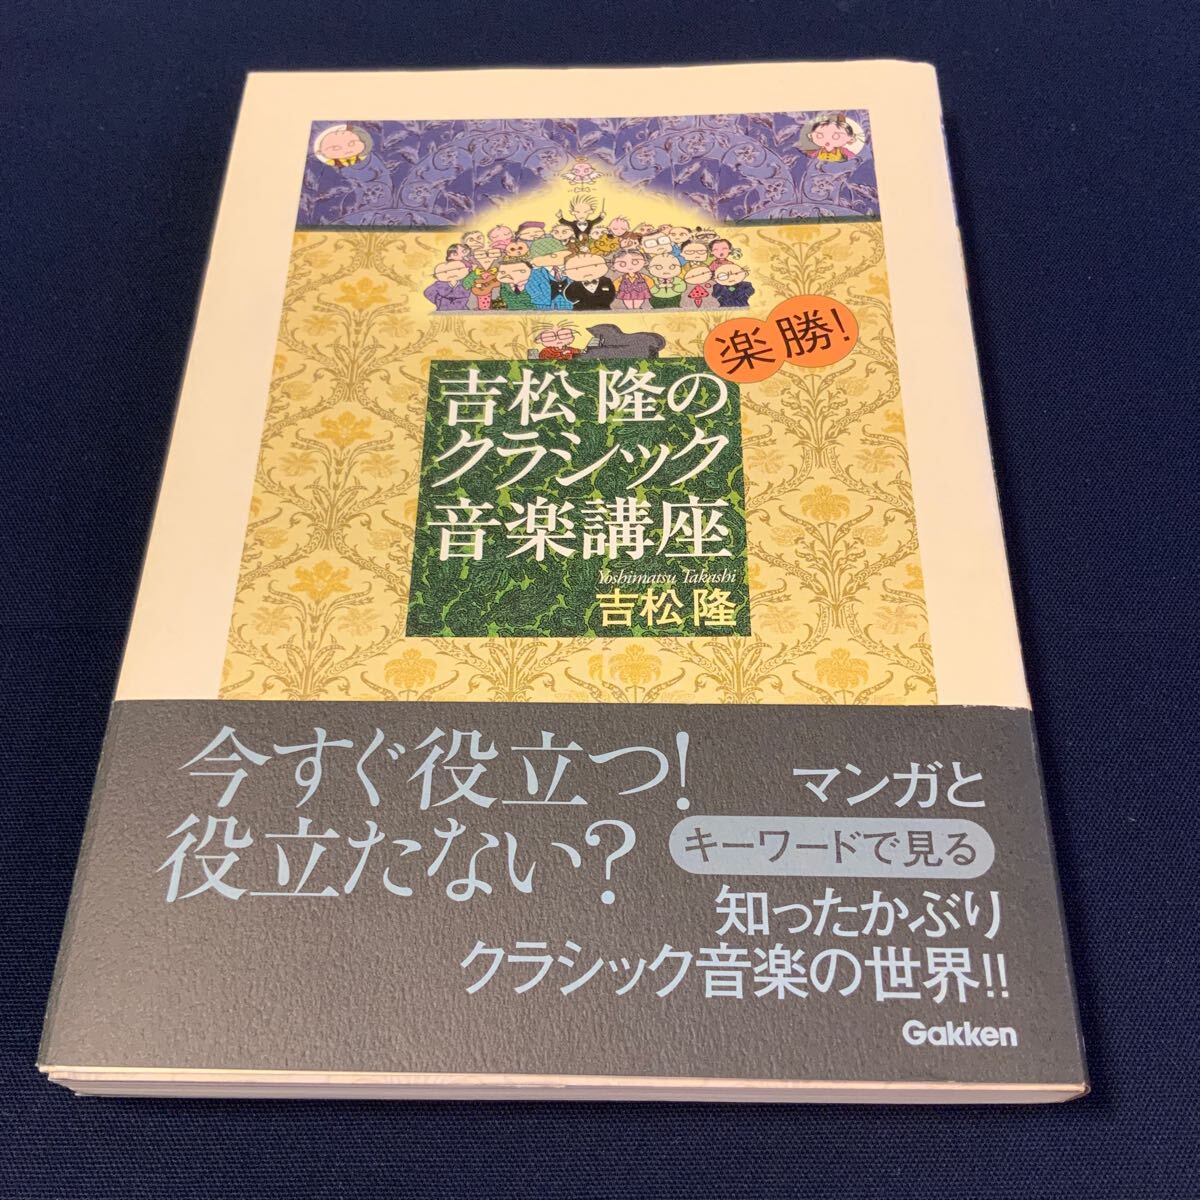 楽勝!
吉松 隆の
クラシック
音楽講座
Yoshimatsu Takashi
吉松 隆
今すぐ役立つ!
役立たない?
マンガと
キーワードで見る
知ったかぶり
クラシック音楽の世界!!
Gakken